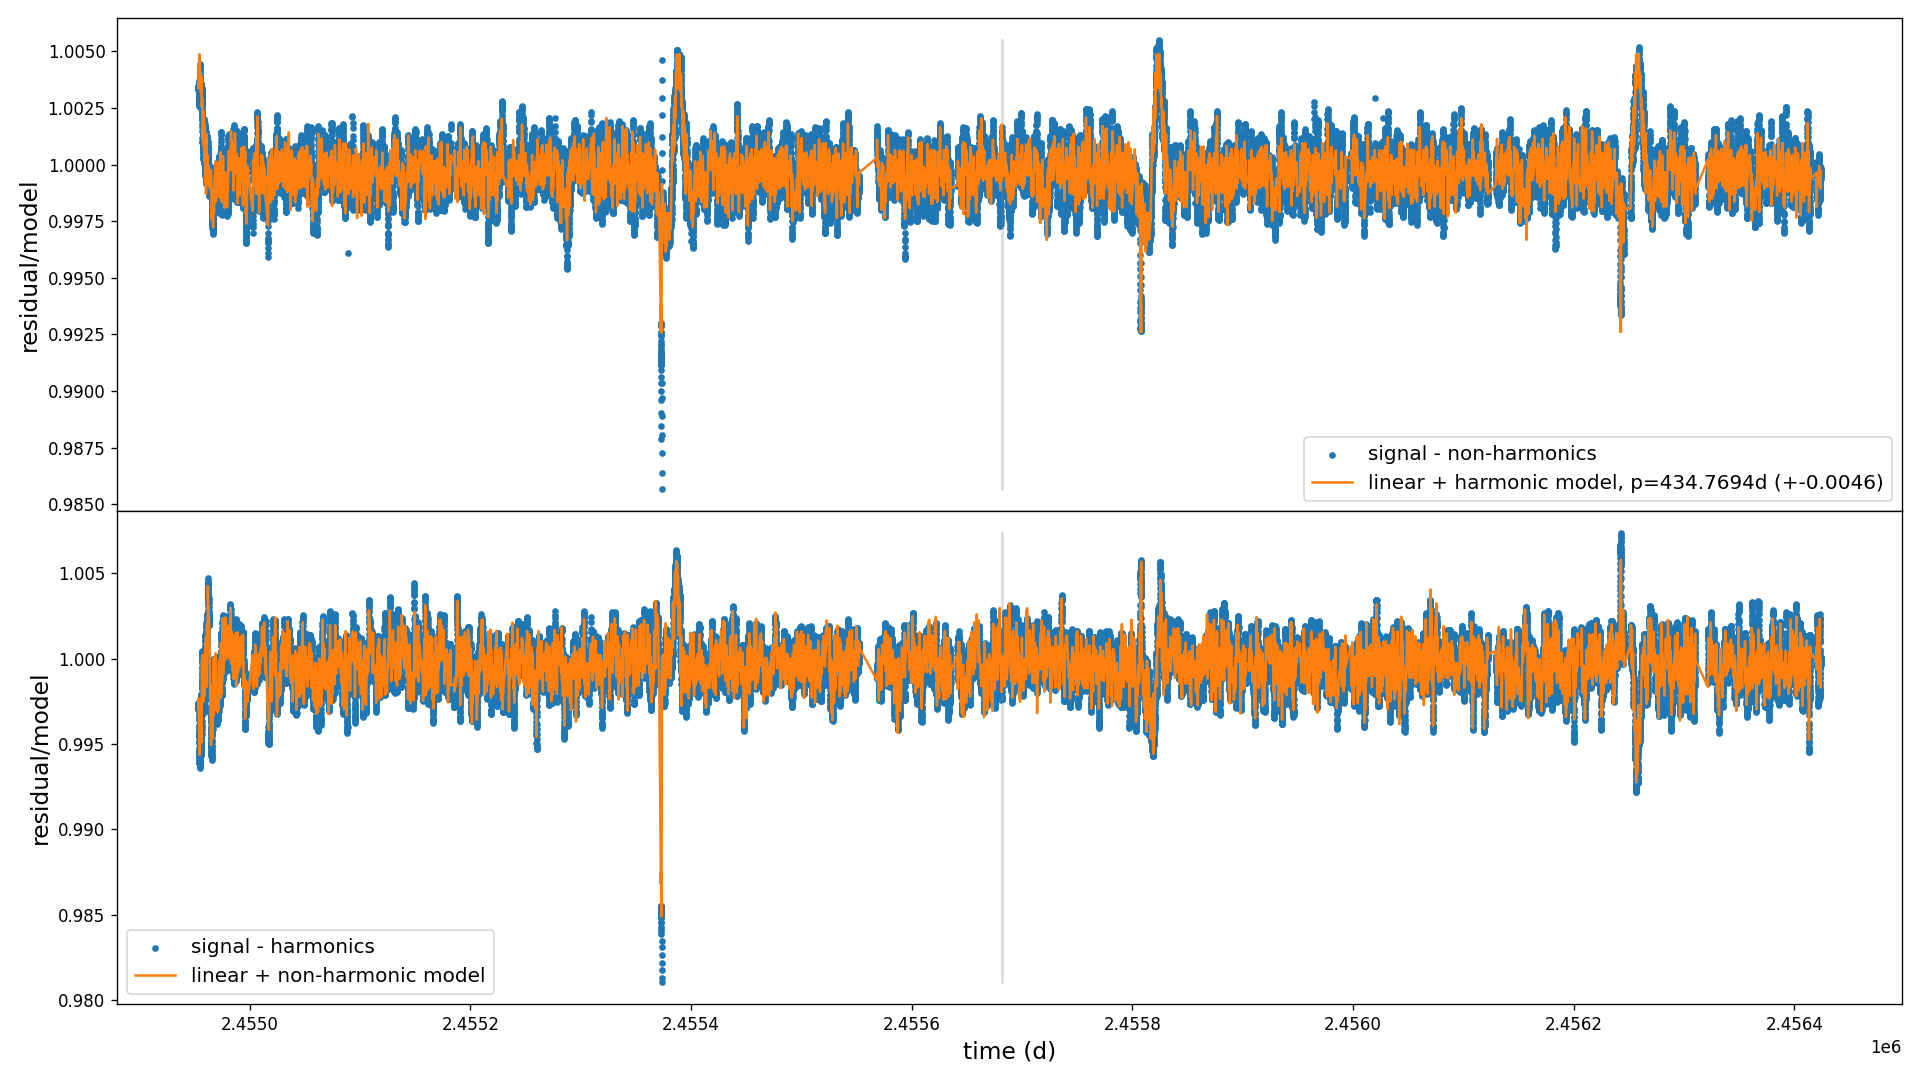 1.0050
1.0025
1.0000
0.9975
0.9950
0.9925
0.9900
0.9875
0.9850
residual/model
signal - non-harmonics
linear + harmonic model, p=434.7694d (+-0.0046)
1.005
1.000
0.995
0.990
0.985
0.980
residual/model
signal - harmonics
linear + non-harmonic model
2.4550 2.4552 2.4554 2.4556 2.4558 2.4560 2.4562 2.4564
time (d)
1e6